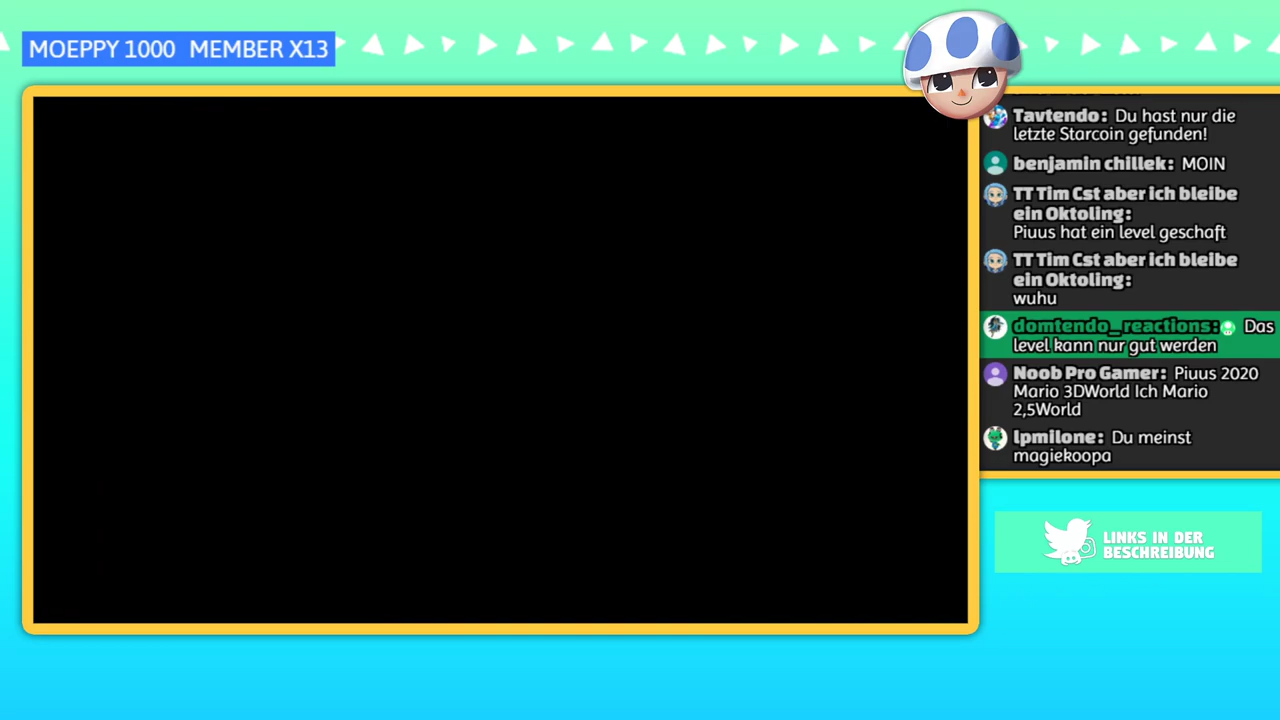 MOEPPY 1000 MEMBER X13
Tavtendo: Du hast nur die
letzte Starcoin gefunden!
benjamin chillek: MOIN
TT Tim Cst aber ich bleibe
ein Oktoling:
Piuus hat ein level geschaft
TT Tim Cst aber ich bleibe
ein Oktoling:
wuhu
domtendo_reactions: Das
level kann nur gut werden
Noob Pro Gamer: Piuus 2020
Mario 3DWorld Ich Mario
2,5World
lpmilone: Du meinst
magiekoopa
LINKS IN DER
BESCHREIBUNG